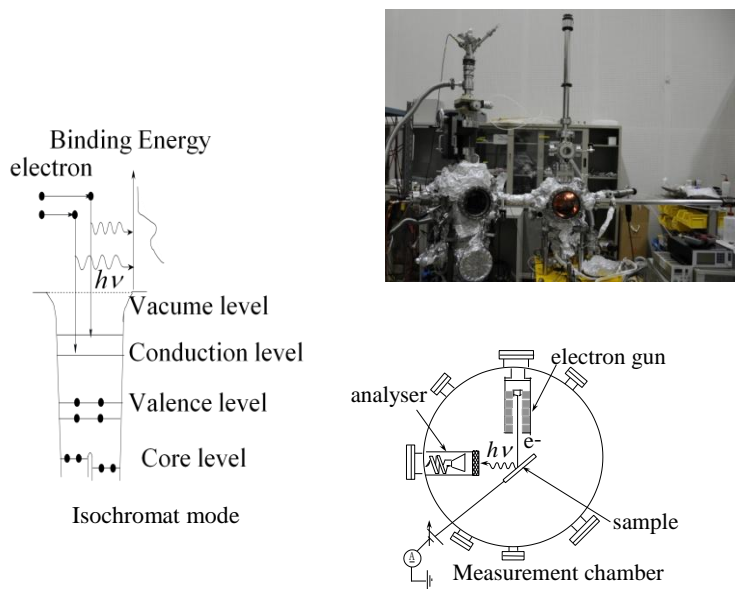 Binding Energy
electron
hν
Vacume level
Conduction level
Valence level
Core level
Isochromat mode
electron gun
analyser
e-
hν
sample
A
Measurement chamber